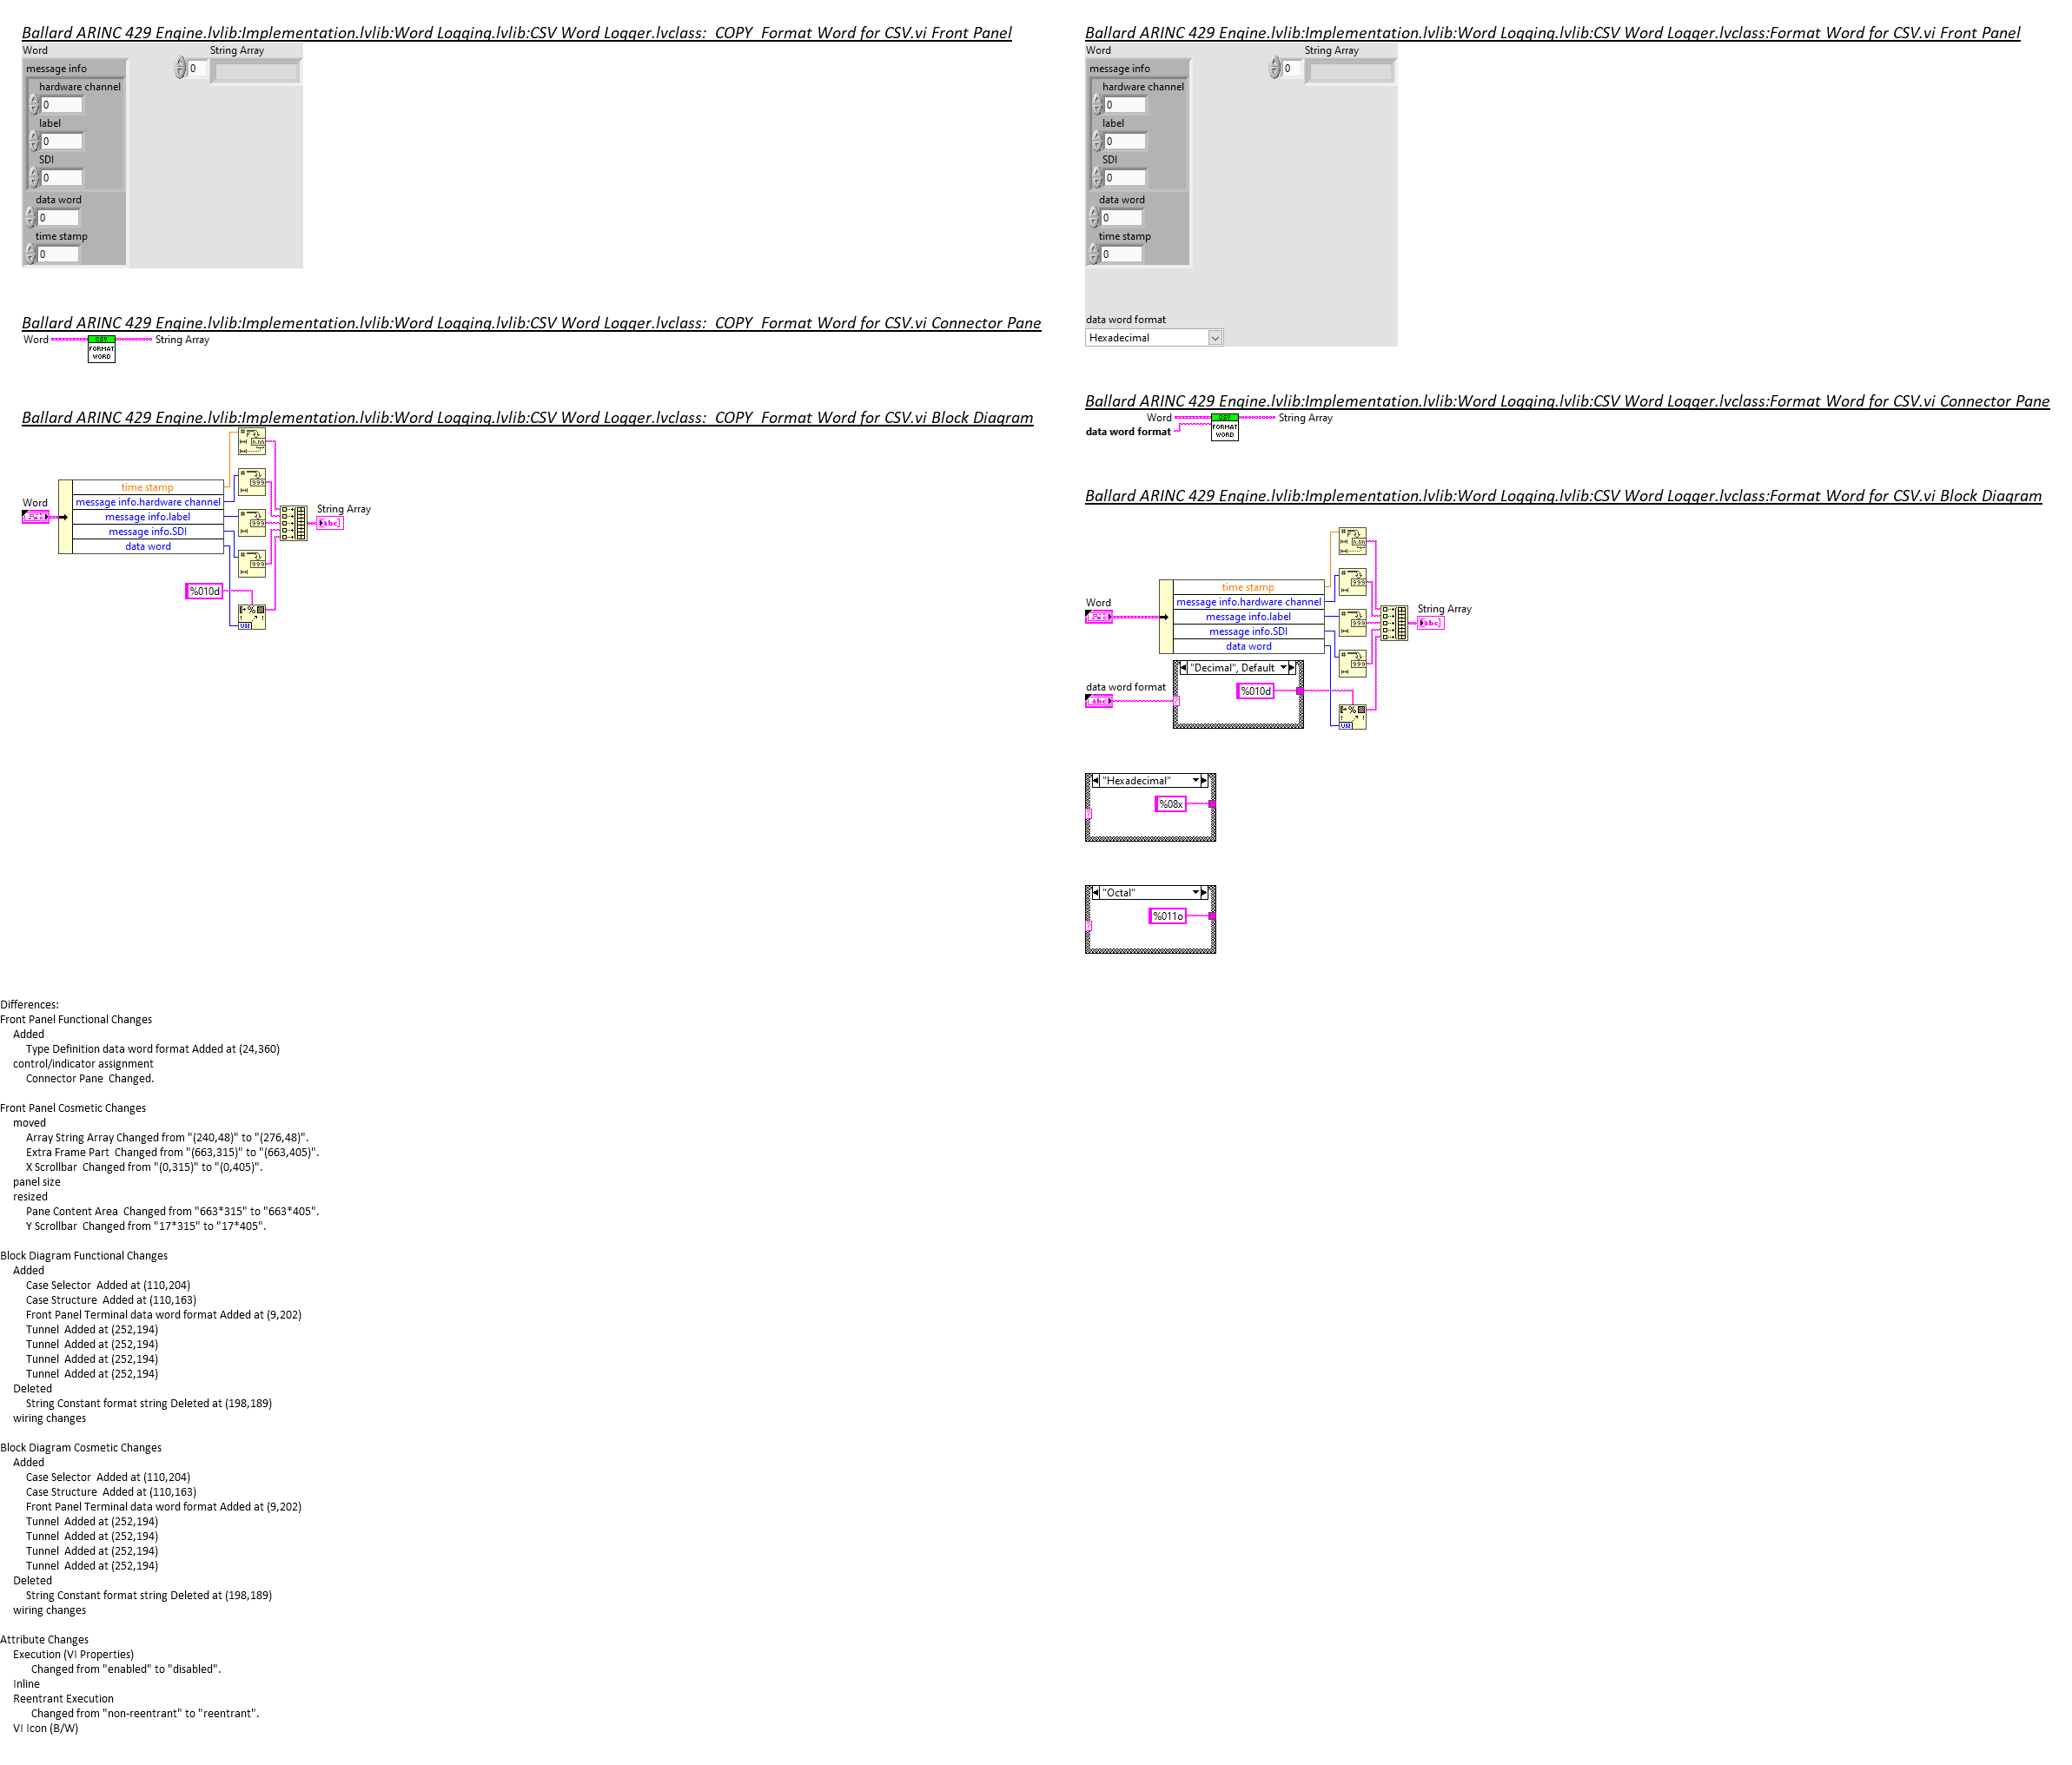 Ballard ARINC 429 Engine.lvlib:Implementation.lvlib:Word Logging.lvlib:CSV Word Logger.lvclass:  COPY  Format Word for CSV.vi Front Panel
Word
String Array
message info
0
hardware channel
0
label
0
SDI
0
data word
0
time stamp
0
Ballard ARINC 429 Engine.lvlib:Implementation.lvlib:Word Logging.lvlib:CSV Word Logger.lvclass:  COPY  Format Word for CSV.vi Connector Pane
Word
CSV
FORMAT
WORD
String Array
Ballard ARINC 429 Engine.lvlib:Implementation.lvlib:Word Logging.lvlib:CSV Word Logger.lvclass:  COPY  Format Word for CSV.vi Block Diagram
time stamp
message info.hardware channel
message info.label
message info.SDI
data word
Word
String Array
%010d
Ballard ARINC 429 Engine.lvlib:Implementation.lvlib:Word Logging.lvlib:CSV Word Logger.lvclass:Format Word for CSV.vi Front Panel
Word
String Array
message info
0
hardware channel
0
label
0
SDI
0
data word
0
time stamp
0
data word format
Hexadecimal
Ballard ARINC 429 Engine.lvlib:Implementation.lvlib:Word Logging.lvlib:CSV Word Logger.lvclass:Format Word for CSV.vi Connector Pane
Word
data word format
CSV
FORMAT
WORD
String Array
Ballard ARINC 429 Engine.lvlib:Implementation.lvlib:Word Logging.lvlib:CSV Word Logger.lvclass:Format Word for CSV.vi Block Diagram
time stamp
message info.hardware channel
message info.label
message info.SDI
data word
Word
String Array
data word format
"Decimal", Default
%010d
"Hexadecimal"
%08x
"Octal"
%011o
Differences:
Front Panel Functional Changes
Added
Type Definition data word format Added at (24,360)
control/indicator assignment
Connector Pane  Changed.
Front Panel Cosmetic Changes
moved
Array String Array Changed from "(240,48)" to "(276,48)".
Extra Frame Part  Changed from "(663,315)" to "(663,405)".
X Scrollbar  Changed from "(0,315)" to "(0,405)".
panel size
resized
Pane Content Area  Changed from "663*315" to "663*405".
Y Scrollbar  Changed from "17*315" to "17*405".
Block Diagram Functional Changes
Added
Case Selector  Added at (110,204)
Case Structure  Added at (110,163)
Front Panel Terminal data word format Added at (9,202)
Tunnel  Added at (252,194)
Tunnel  Added at (252,194)
Tunnel  Added at (252,194)
Tunnel  Added at (252,194)
Deleted
String Constant format string Deleted at (198,189)
wiring changes
Block Diagram Cosmetic Changes
Added
Case Selector  Added at (110,204)
Case Structure  Added at (110,163)
Front Panel Terminal data word format Added at (9,202)
Tunnel  Added at (252,194)
Tunnel  Added at (252,194)
Tunnel  Added at (252,194)
Tunnel  Added at (252,194)
Deleted
String Constant format string Deleted at (198,189)
wiring changes
Attribute Changes
Execution (VI Properties)
Changed from "enabled" to "disabled".
Inline
Reentrant Execution
Changed from "non-reentrant" to "reentrant".
VI Icon (B/W)